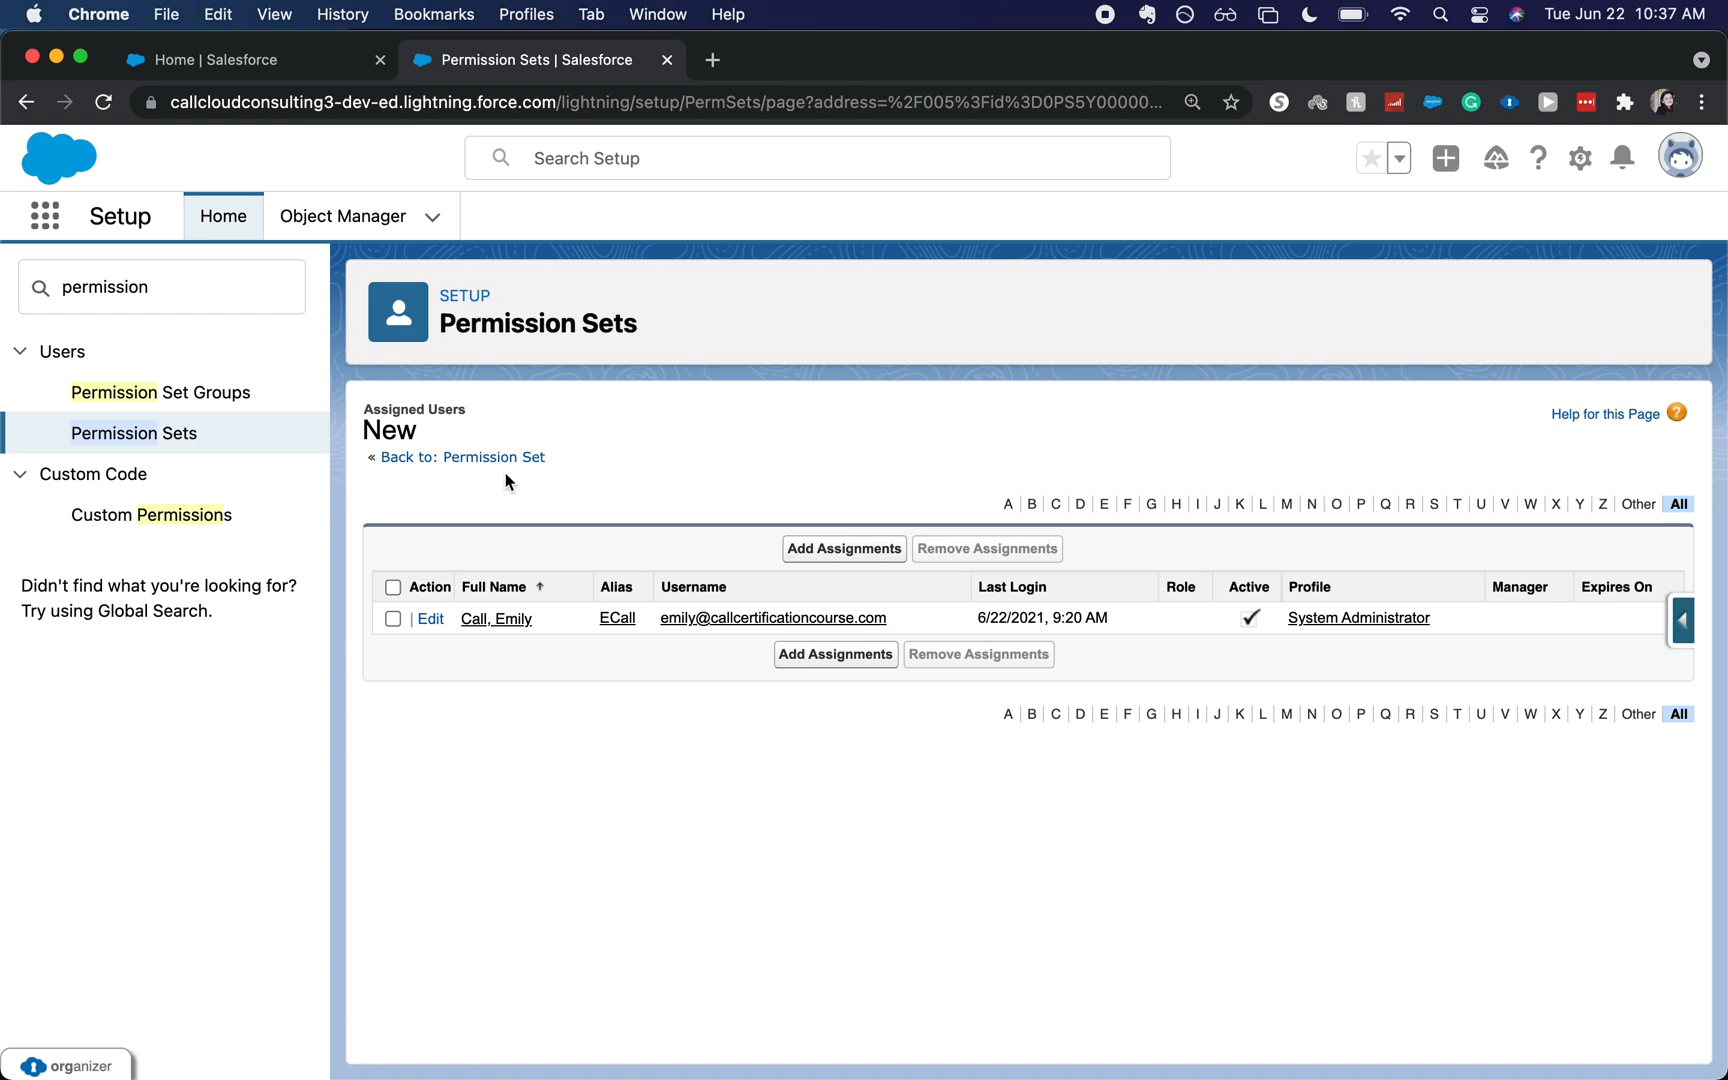 Chrome File Edit View History Bookmarks Profiles Tab Window Help Tue Jun 22 10:37 AM
Home | Salesforce Permission Sets | Salesforce
callcloudconsulting3-dev-ed.lightning.force.com/lightning/setup/PermSets/page?address=%2F005%3Fid%3D0PS5Y00000...
Search Setup
Setup Home Object Manager
permission
Users
Permission Set Groups
Permission Sets
Custom Code
Custom Permissions
Didn't find what you're looking for?
Try using Global Search.
SETUP
Permission Sets
Assigned Users
New
« Back to: Permission Set
Help for this Page
A | B | C | D | E | F | G | H | I | J | K | L | M | N | O | P | Q | R | S | T | U | V | W | X | Y | Z | Other | All
Add Assignments Remove Assignments
Action Full Name Alias Username Last Login Role Active Profile Manager Expires On
| Edit Call, Emily ECall emily@callcertificationcourse.com 6/22/2021, 9:20 AM System Administrator
Add Assignments Remove Assignments
A | B | C | D | E | F | G | H | I | J | K | L | M | N | O | P | Q | R | S | T | U | V | W | X | Y | Z | Other | All
organizer